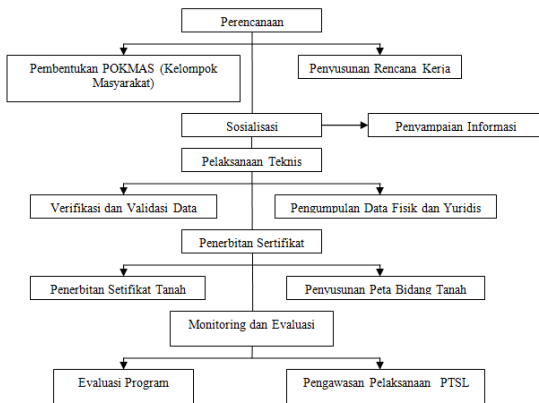 Perencanaan
Pembentukan POKMAS (Kelompok
Masyarakat)
Penyusunan Rencana Kerja
Sosialisasi
Penyampaian Informasi
Pelaksanaan Teknis
Verifikasi dan Validasi Data
Pengumpulan Data Fisik dan Yuridis
Penerbitan Sertifikat
Penerbitan Setifikat Tanah
Penyusunan Peta Bidang Tanah
Monitoring dan Evaluasi
Evaluasi Program
Pengawasan Pelaksanaan PTSL